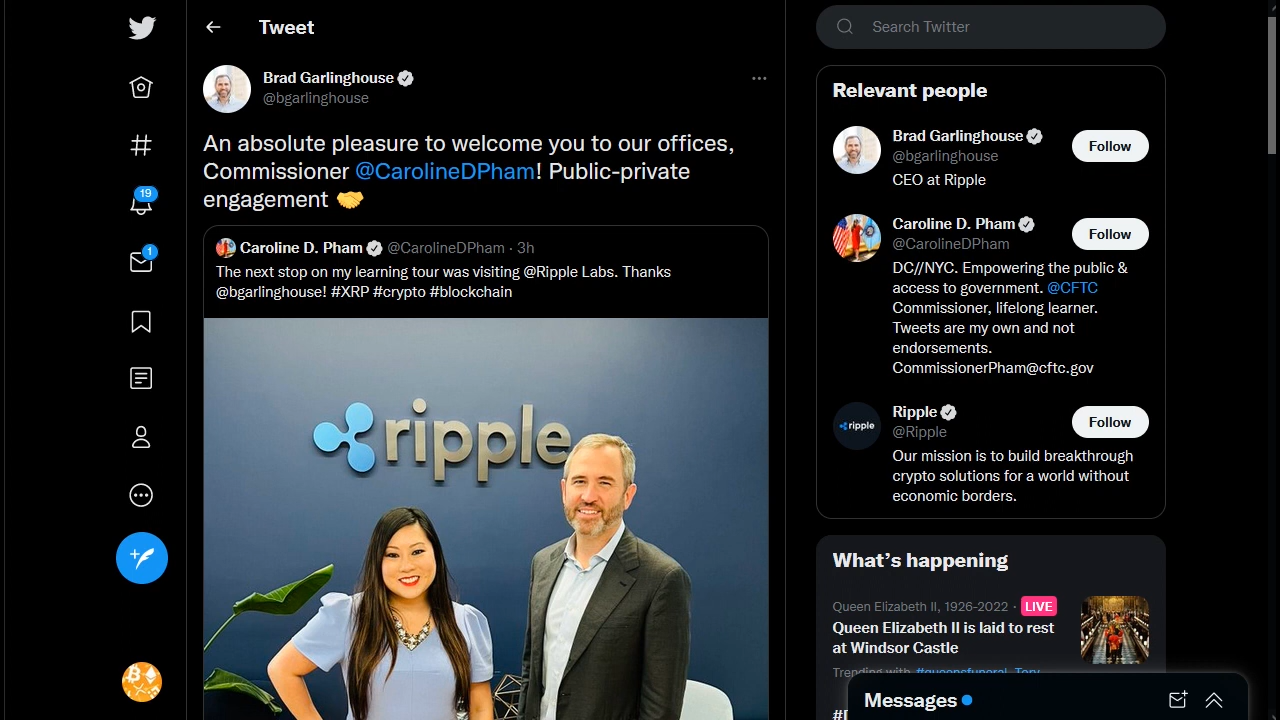 Tweet
Brad Garlinghouse
@bgarlinghouse
An absolute pleasure to welcome you to our offices,
Commissioner @CarolineDPham! Public-private
engagement 🤝
Caroline D. Pham @CarolineDPham · 3h
The next stop on my learning tour was visiting @Ripple Labs. Thanks
@bgarlinghouse! #XRP #crypto #blockchain
ripple
19
1
Search Twitter
Relevant people
Brad Garlinghouse
@bgarlinghouse
Follow
CEO at Ripple
Caroline D. Pham
@CarolineDPham
Follow
DC//NYC. Empowering the public &
access to government. @CFTC
Commissioner, lifelong learner.
Tweets are my own and not
endorsements.
CommissionerPham@cftc.gov
ripple
Ripple
@Ripple
Follow
Our mission is to build breakthrough
crypto solutions for a world without
economic borders.
What's happening
Queen Elizabeth II, 1926-2022 · LIVE
Queen Elizabeth II is laid to rest
at Windsor Castle
Trending with #queensfuneral, Tory
Messages